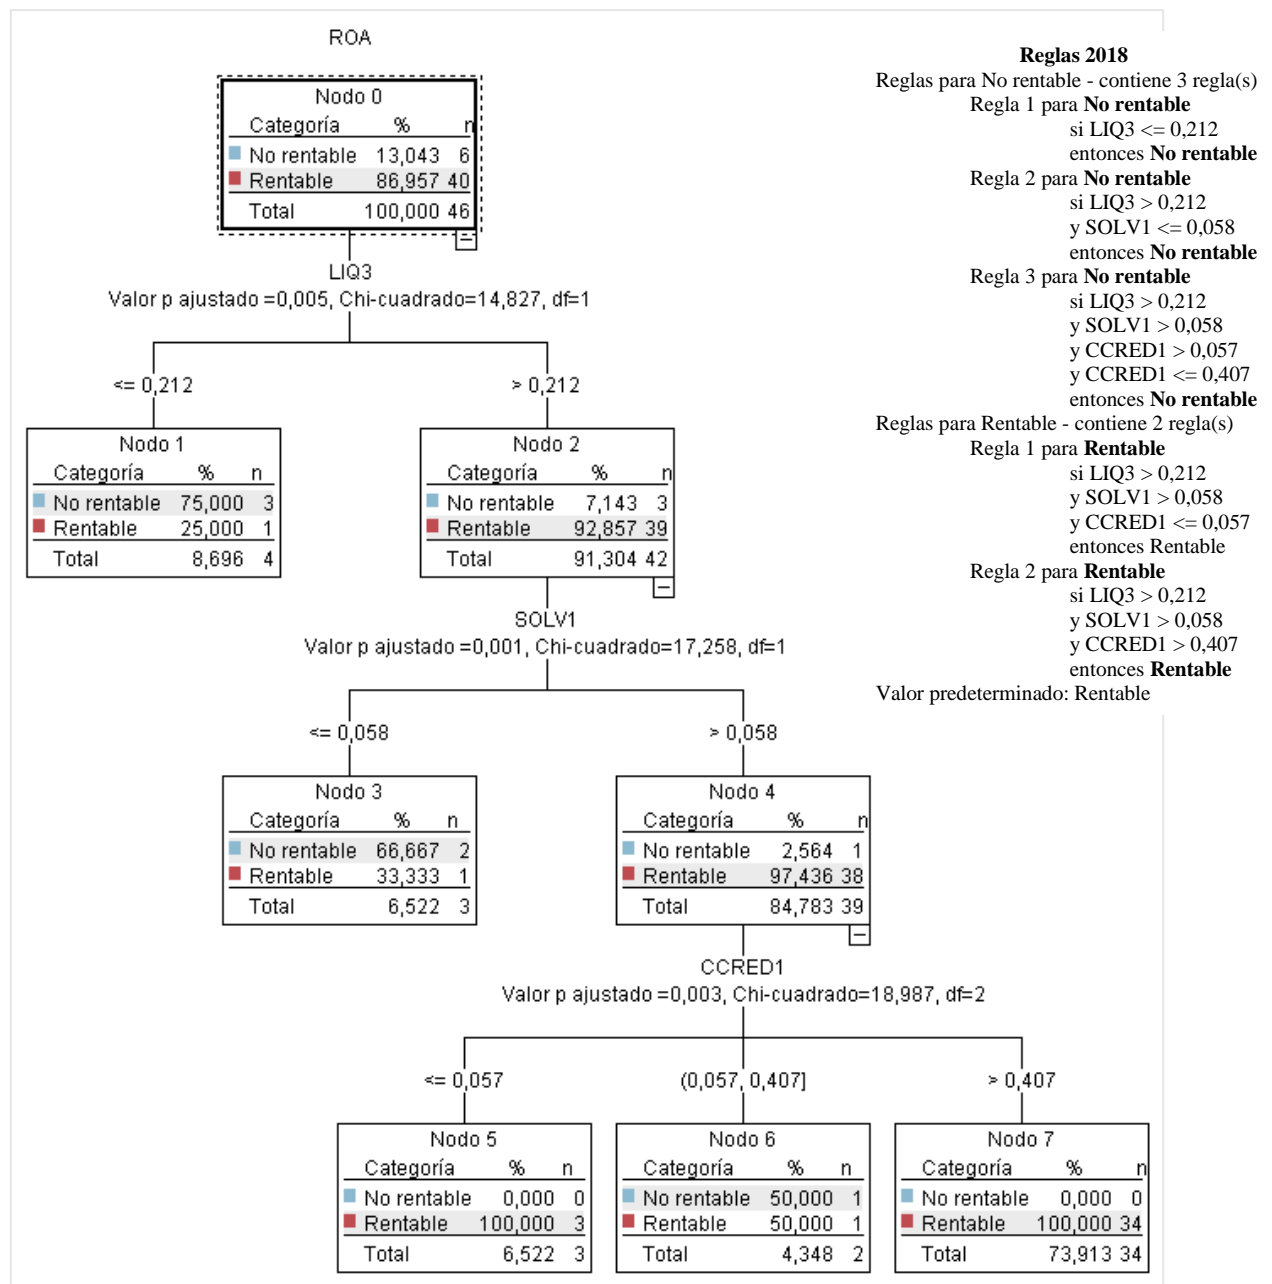 ROA
Nodo 0
Categoría % n
No rentable 13,043 6
Rentable 86,957 40
Total 100,000 46
LIQ3
Valor p ajustado =0,005, Chi-cuadrado=14,827, df=1
<= 0,212
> 0,212
Nodo 1
Categoría % n
No rentable 75,000 3
Rentable 25,000 1
Total 8,696 4
Nodo 2
Categoría % n
No rentable 7,143 3
Rentable 92,857 39
Total 91,304 42
SOLV1
Valor p ajustado =0,001, Chi-cuadrado=17,258, df=1
<= 0,058
> 0,058
Nodo 3
Categoría % n
No rentable 66,667 2
Rentable 33,333 1
Total 6,522 3
Nodo 4
Categoría % n
No rentable 2,564 1
Rentable 97,436 38
Total 84,783 39
CCRED1
Valor p ajustado =0,003, Chi-cuadrado=18,987, df=2
<= 0,057
(0,057, 0,407]
> 0,407
Nodo 5
Categoría % n
No rentable 0,000 0
Rentable 100,000 3
Total 6,522 3
Nodo 6
Categoría % n
No rentable 50,000 1
Rentable 50,000 1
Total 4,348 2
Nodo 7
Categoría % n
No rentable 0,000 0
Rentable 100,000 34
Total 73,913 34
Reglas 2018
Reglas para No rentable - contiene 3 regla(s)
Regla 1 para No rentable
si LIQ3 <= 0,212
entonces No rentable
Regla 2 para No rentable
si LIQ3 > 0,212
y SOLV1 <= 0,058
entonces No rentable
Regla 3 para No rentable
si LIQ3 > 0,212
y SOLV1 > 0,058
y CCRED1 > 0,057
y CCRED1 <= 0,407
entonces No rentable
Reglas para Rentable - contiene 2 regla(s)
Regla 1 para Rentable
si LIQ3 > 0,212
y SOLV1 > 0,058
y CCRED1 <= 0,057
entonces Rentable
Regla 2 para Rentable
si LIQ3 > 0,212
y SOLV1 > 0,058
y CCRED1 > 0,407
entonces Rentable
Valor predeterminado: Rentable